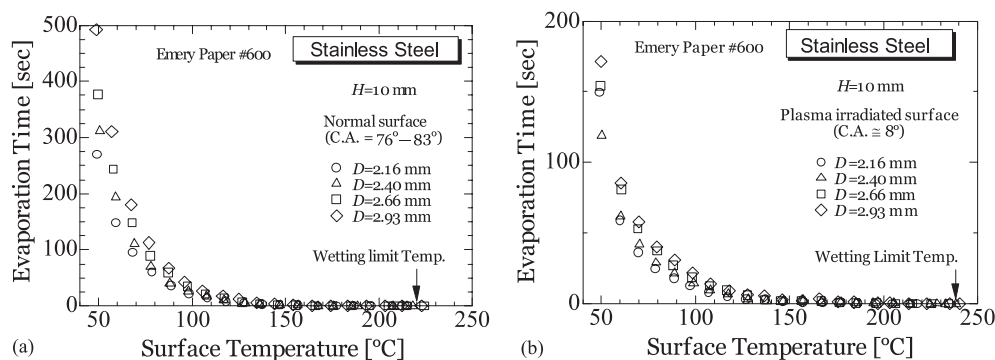 Evaporation Time [sec]
500
400
300
200
100
0
Emery Paper #600
Stainless Steel
H=10 mm
Normal surface
(C.A. = 76°—83°)
D=2.16 mm
D=2.40 mm
D=2.66 mm
D=2.93 mm
Wetting limit Temp.
50 100 150 200 250
(a)
Surface Temperature [°C]
Evaporation Time [sec]
200
100
0
Emery Paper #600
Stainless Steel
H=10 mm
Plasma irradiated surface
(C.A. ≅ 8°)
D=2.16 mm
D=2.40 mm
D=2.66 mm
D=2.93 mm
Wetting Limit Temp.
50 100 150 200 250
(b)
Surface Temperature [°C]